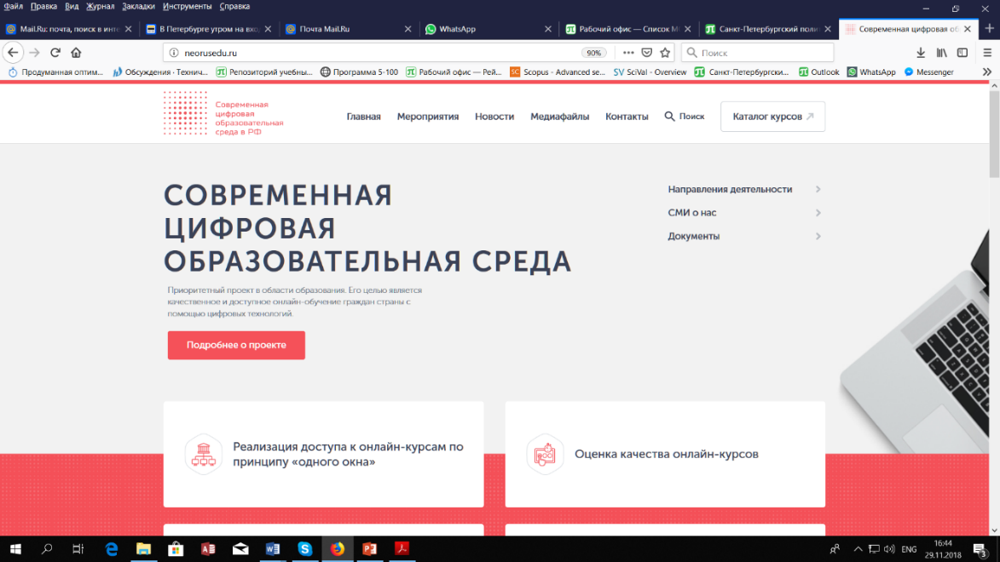 Файл Правка Вид Журнал Закладки Инструменты Справка
Mail.Ru: почта, поиск в инте
В Петербурге утром на вхо
Почта Mail.Ru
WhatsApp
Рабочий офис — Список М
Санкт-Петербургский поли
Современная цифровая об
neorusedu.ru
90%
Поиск
Продуманная оптим...
Обсуждения · Технич...
Репозиторий учебны...
Программа 5-100
Рабочий офис — Рей...
Scopus - Advanced se...
SciVal - Overview
Санкт-Петербургски...
Outlook
WhatsApp
Messenger
Современная
цифровая
образовательная
среда в РФ
Главная
Мероприятия
Новости
Медиафайлы
Контакты
Поиск
Каталог курсов
СОВРЕМЕННАЯ
ЦИФРОВАЯ
ОБРАЗОВАТЕЛЬНАЯ СРЕДА
Приоритетный проект в области образования. Его целью является
качественное и доступное онлайн-обучение граждан страны с
помощью цифровых технологий.
Подробнее о проекте
Направления деятельности
СМИ о нас
Документы
Реализация доступа к онлайн-курсам по
принципу «одного окна»
Оценка качества онлайн-курсов
ENG
16:44
29.11.2018
3